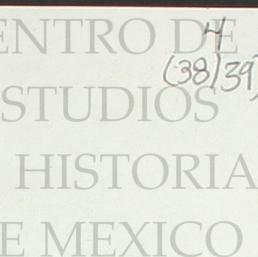 ENTRO DE
4
(38/39)
STUDIOS
HISTORIA
E MEXICO